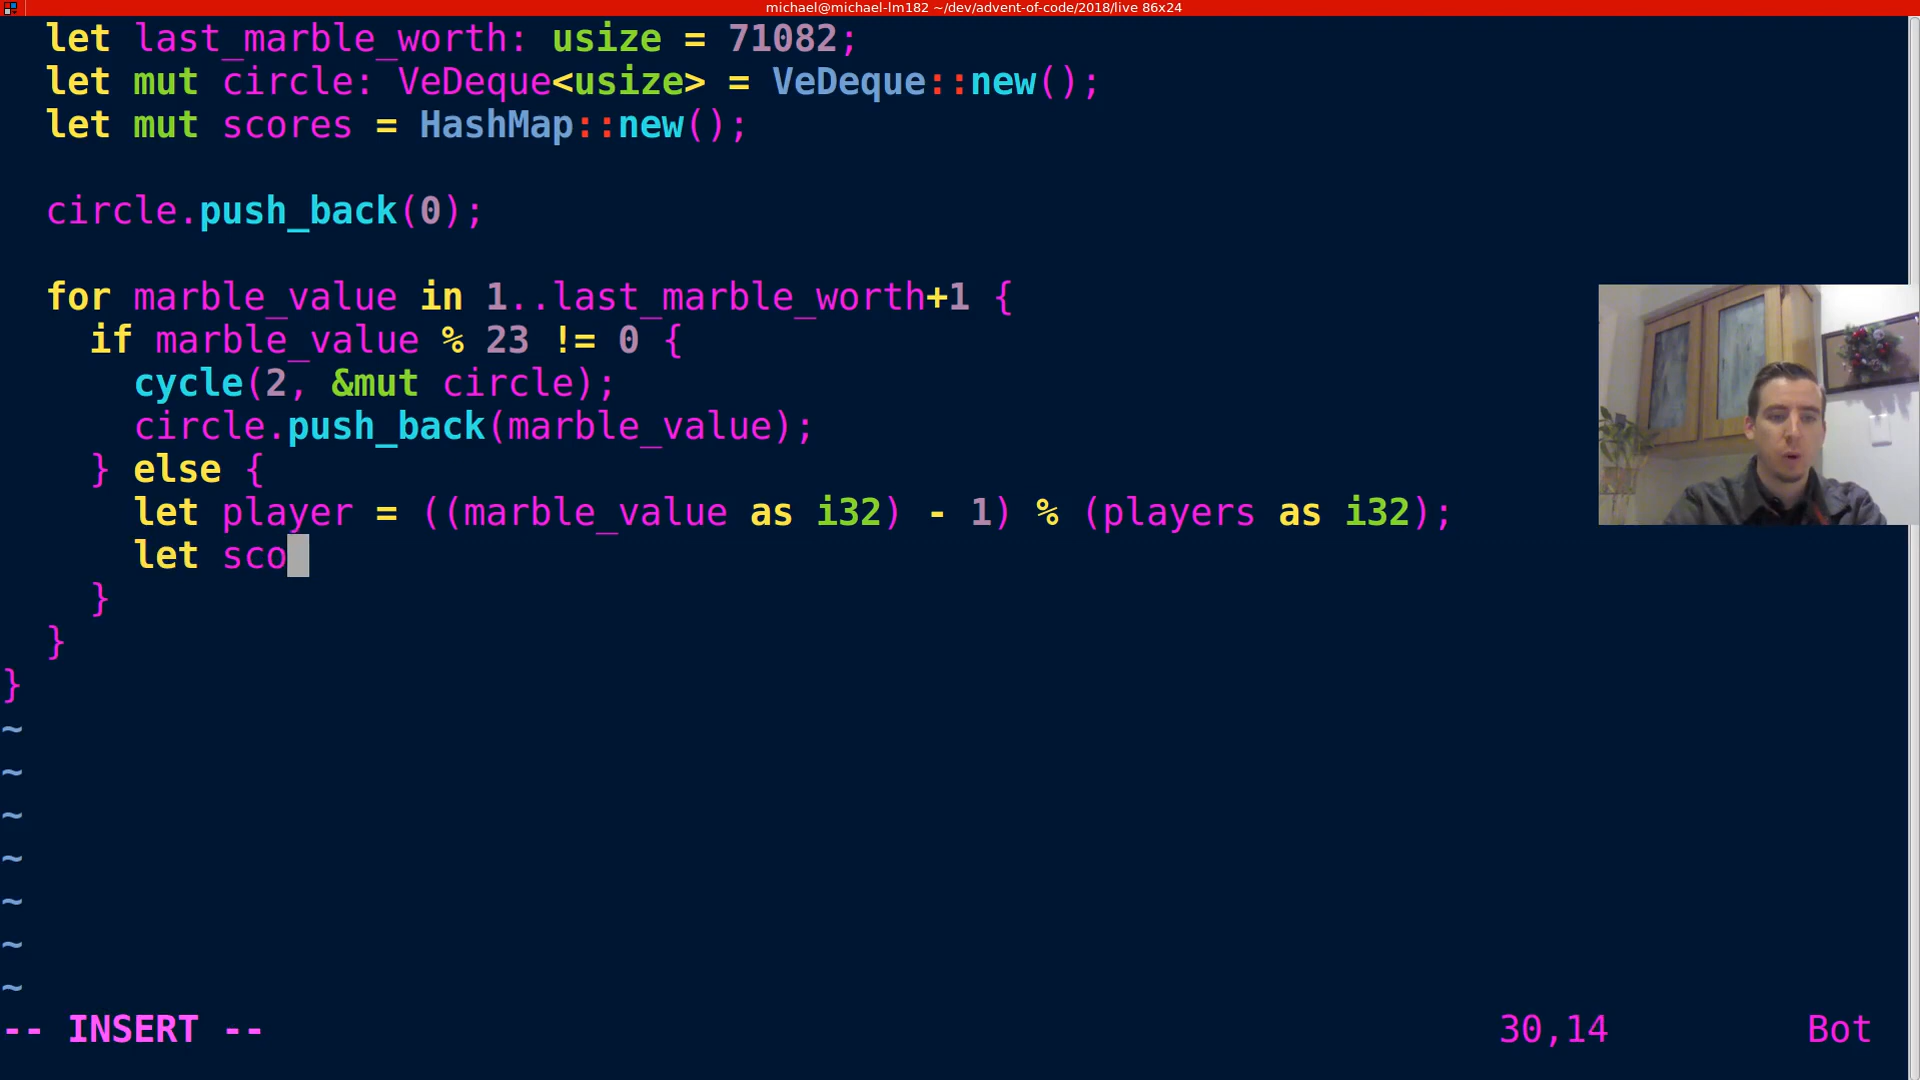 michael@michael-lm182 ~/dev/advent-of-code/2018/live 86x24
let last_marble_worth: usize = 71082;
let mut circle: VeDeque<usize> = VeDeque::new();
let mut scores = HashMap::new();
circle.push_back(0);
for marble_value in 1..last_marble_worth+1 {
if marble_value % 23 != 0 {
cycle(2, &mut circle);
circle.push_back(marble_value);
} else {
let player = ((marble_value as i32) - 1) % (players as i32);
let sco
}
}
}
~
~
~
~
~
~
~
-- INSERT -- 30,14 Bot